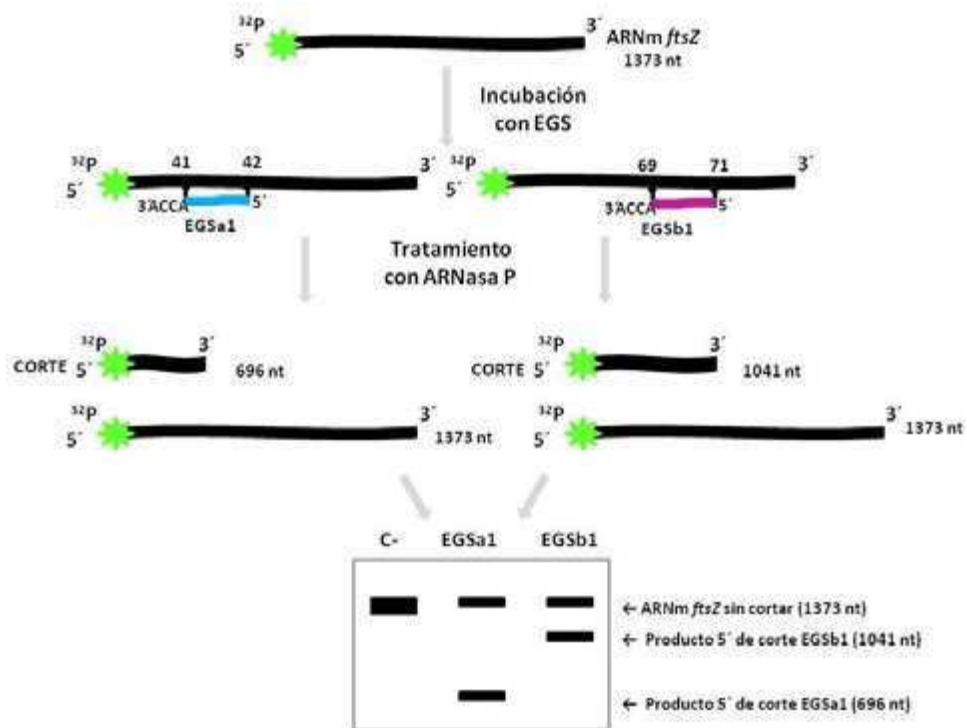 ³²P
5´
3´
ARNm ftsZ
1373 nt
Incubación
con EGS
³²P
5´
41
42
3´
3´ACCA
5´
EGSa1
³²P
5´
69
71
3´
3´ACCA
5´
EGSb1
Tratamiento
con ARNasa P
CORTE
³²P
5´
3´
696 nt
CORTE
³²P
5´
3´
1041 nt
³²P
5´
3´
1373 nt
³²P
5´
3´
1373 nt
C-
EGSa1
EGSb1
← ARNm ftsZ sin cortar (1373 nt)
← Producto 5´ de corte EGSb1 (1041 nt)
← Producto 5´ de corte EGSa1 (696 nt)